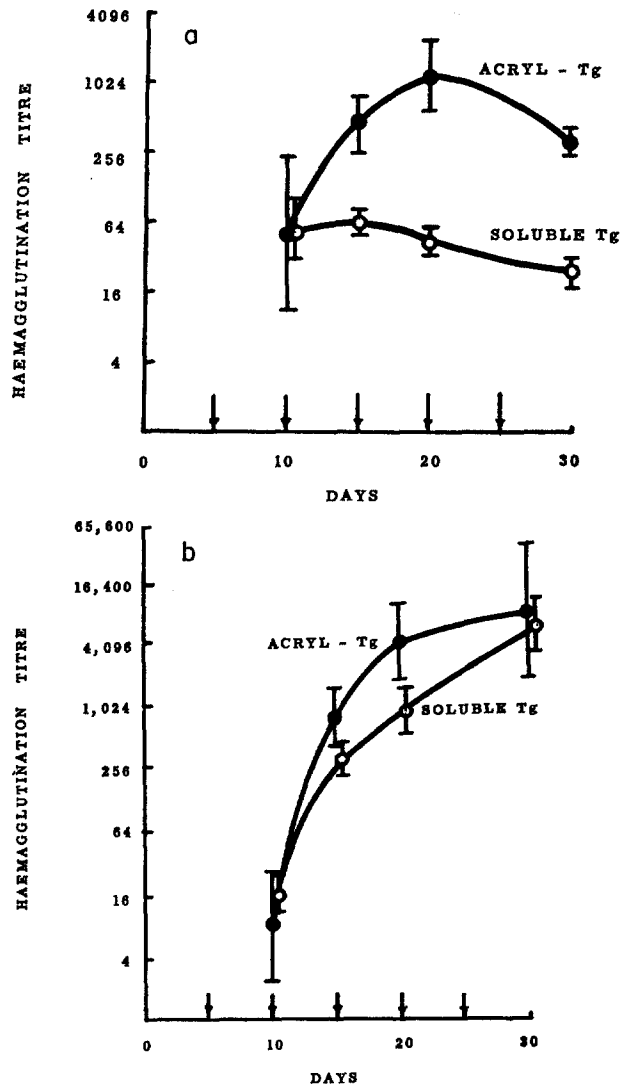 4096
a
1024
ACRYL - Tg
256
64
SOLUBLE Tg
16
4
HAEMAGGLUTINATION TITRE
0 10 20 30
DAYS
65,600
b
16,400
4,096
ACRYL - Tg
1,024
SOLUBLE Tg
256
64
16
4
HAEMAGGLUTINATION TITRE
0 10 20 30
DAYS